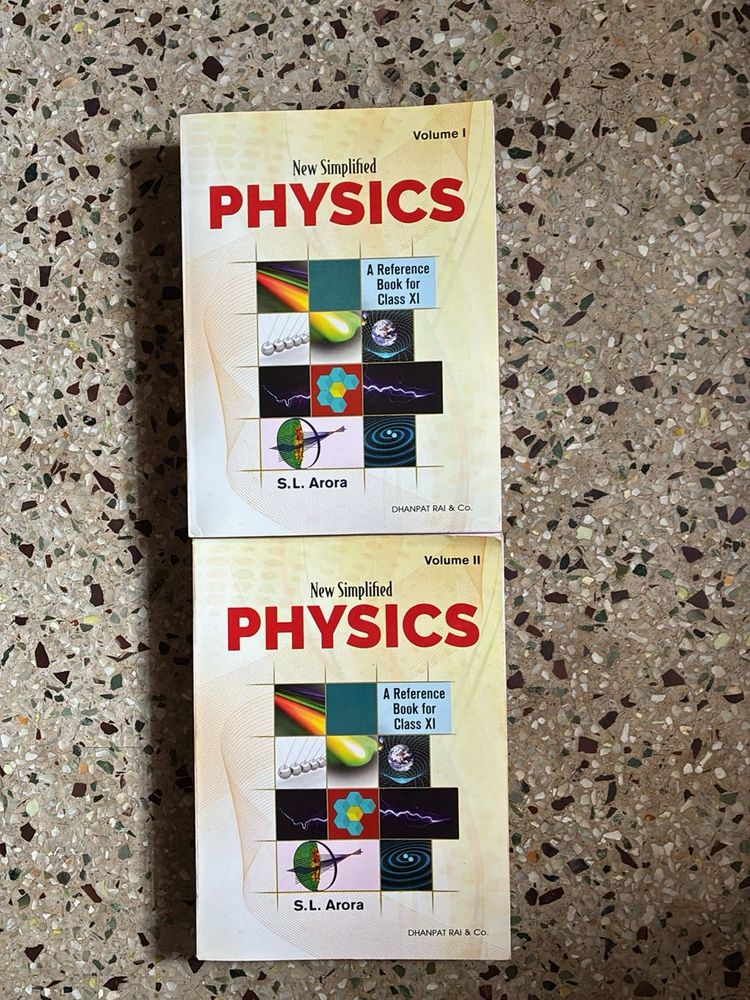 Volume I
New Simplified
PHYSICS
A Reference
Book for
Class XI
S.L. Arora
DHANPAT RAI & Co.
Volume II
New Simplified
PHYSICS
A Reference
Book for
Class XI
S.L. Arora
DHANPAT RAI & Co.